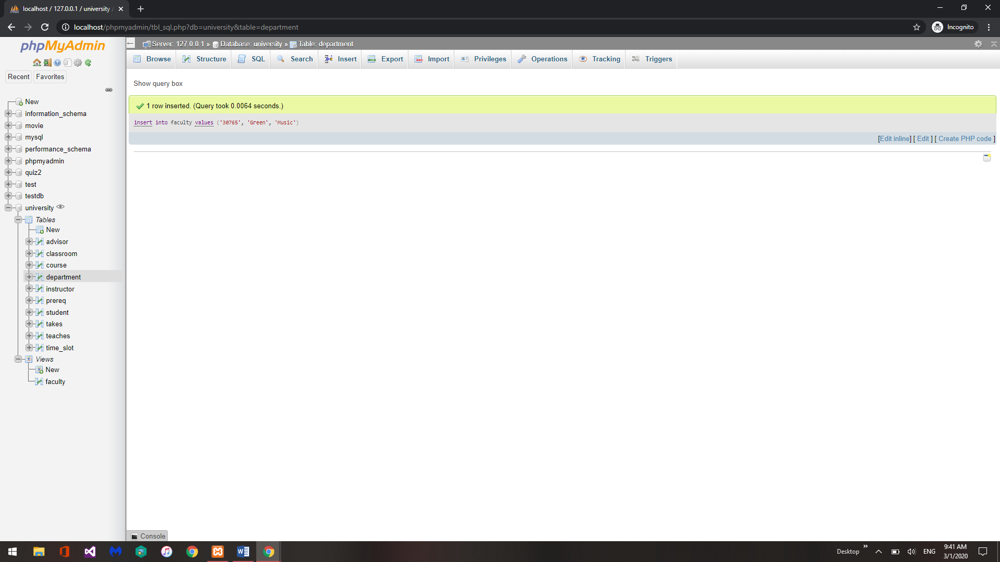 localhost / 127.0.0.1 / university /
localhost/phpmyadmin/tbl_sql.php?db=university&table=department
Incognito
phpMyAdmin
Recent Favorites
New
information_schema
movie
mysql
performance_schema
phpmyadmin
quiz2
test
testdb
university
Tables
New
advisor
classroom
course
department
instructor
prereq
student
takes
teaches
time_slot
Views
New
faculty
Server: 127.0.0.1 » Database: university » Table: department
Browse Structure SQL Search Insert Export Import Privileges Operations Tracking Triggers
Show query box
1 row inserted. (Query took 0.0064 seconds.)
insert into faculty values ('30765', 'Green', 'Music')
[Edit inline] [ Edit ] [ Create PHP code ]
Console
Desktop » ENG 9:41 AM
3/1/2020